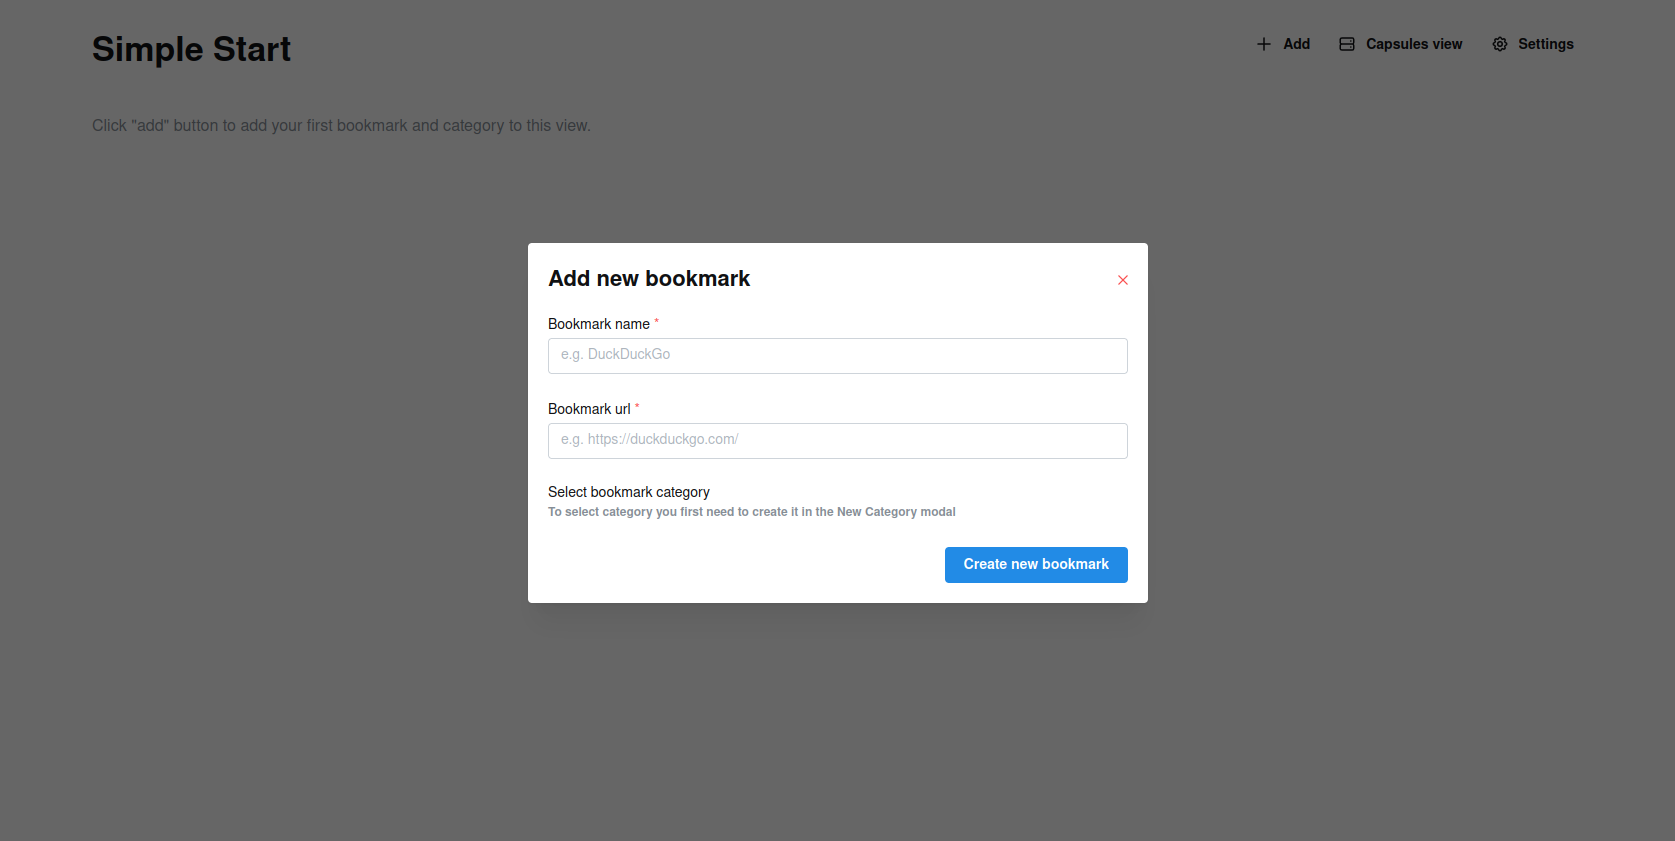 Simple Start
Add
Capsules view
Settings
Click "add" button to add your first bookmark and category to this view.
Add new bookmark
Bookmark name *
e.g. DuckDuckGo
Bookmark url *
e.g. https://duckduckgo.com/
Select bookmark category
To select category you first need to create it in the New Category modal
Create new bookmark